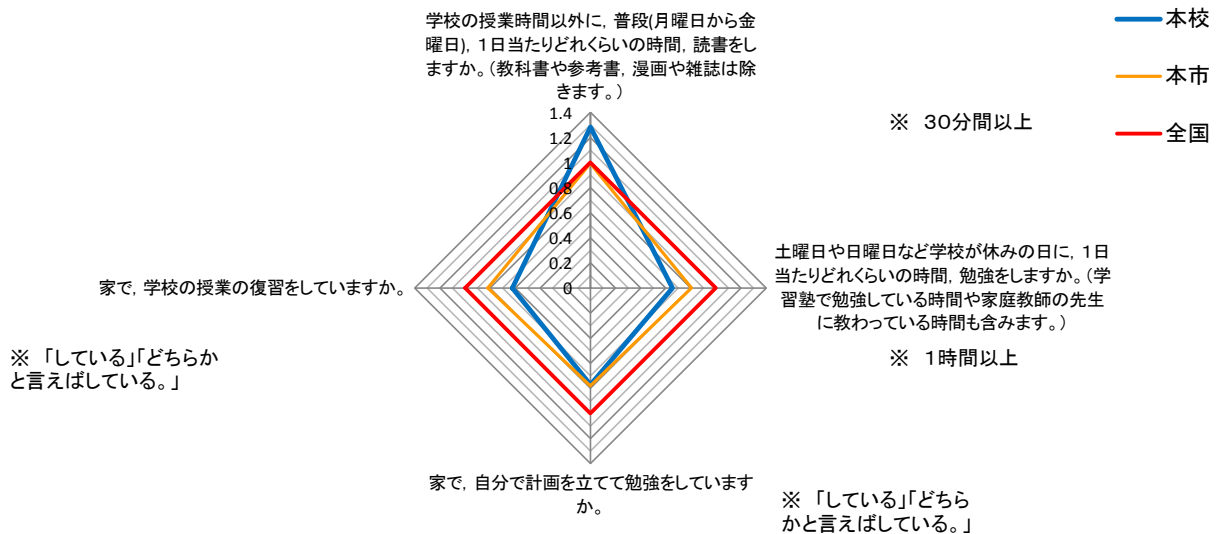 学校の授業時間以外に, 普段(月曜日から金
曜日), 1日当たりどれくらいの時間, 読書をし
ますか。(教科書や参考書, 漫画や雑誌は除
きます。)
本校
本市
全国
※ 30分間以上
1.4
1.2
1
0.8
0.6
0.4
0.2
0
土曜日や日曜日など学校が休みの日に, 1日
当たりどれくらいの時間, 勉強をしますか。(学
習塾で勉強している時間や家庭教師の先生
に教わっている時間も含みます。)
※ 1時間以上
家で, 学校の授業の復習をしていますか。
※ 「している」「どちらか
と言えばしている。」
家で, 自分で計画を立てて勉強をしています
か。
※ 「している」「どちら
かと言えばしている。」